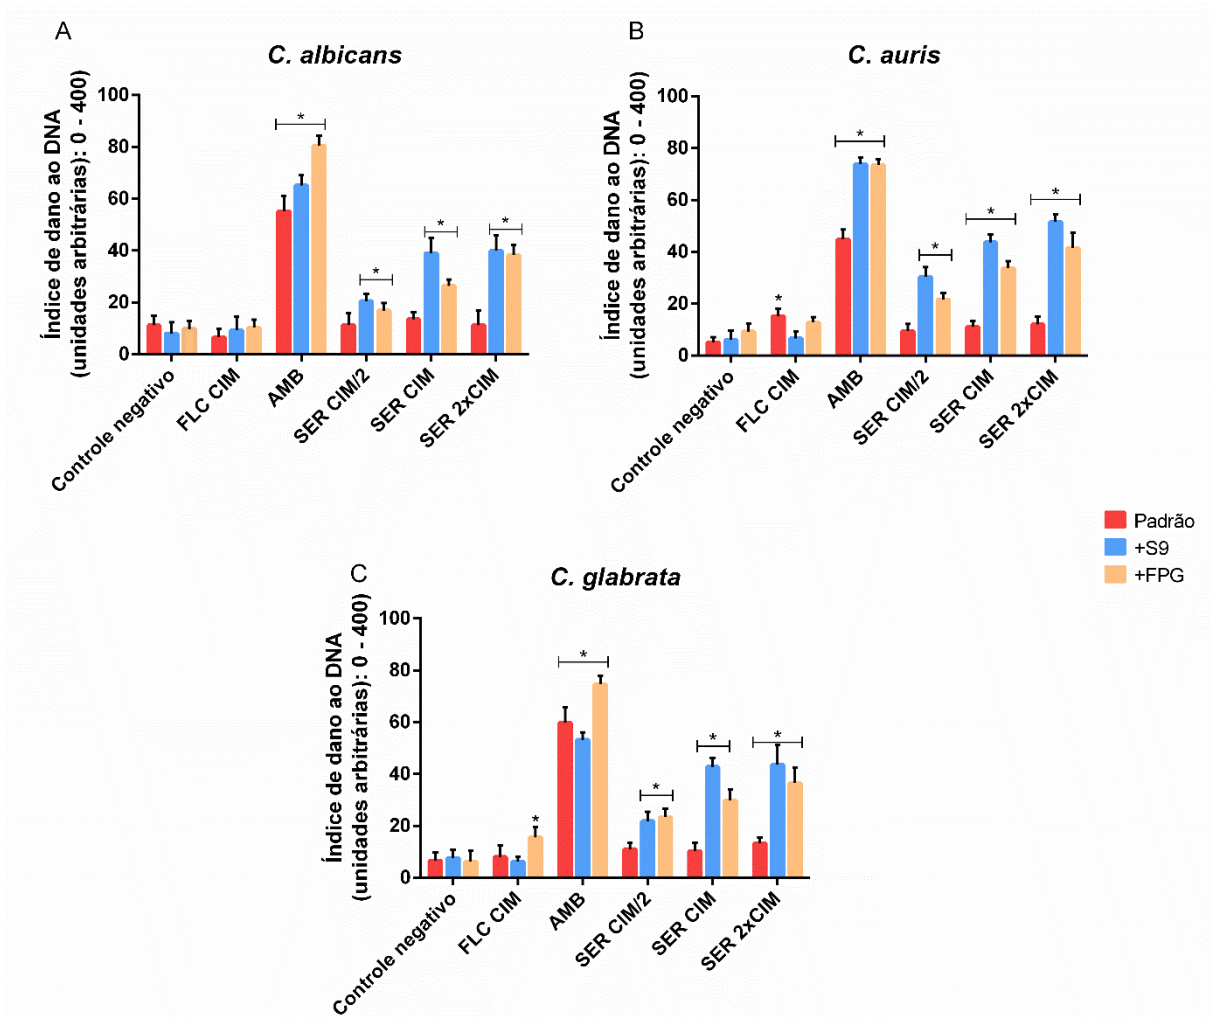 A
C. albicans
Índice de dano ao DNA
(unidades arbitrárias): 0 - 400)
100
80
60
40
20
0
*
*
*
*
Controle negativo
FLC CIM
AMB
SER CIM/2
SER CIM
SER 2xCIM
B
C. auris
Índice de dano ao DNA
(unidades arbitrárias): 0 - 400)
100
80
60
40
20
0
*
*
*
*
*
Controle negativo
FLC CIM
AMB
SER CIM/2
SER CIM
SER 2xCIM
Padrão
+S9
+FPG
C
C. glabrata
Índice de dano ao DNA
(unidades arbitrárias): 0 - 400)
100
80
60
40
20
0
*
*
*
*
*
Controle negativo
FLC CIM
AMB
SER CIM/2
SER CIM
SER 2xCIM